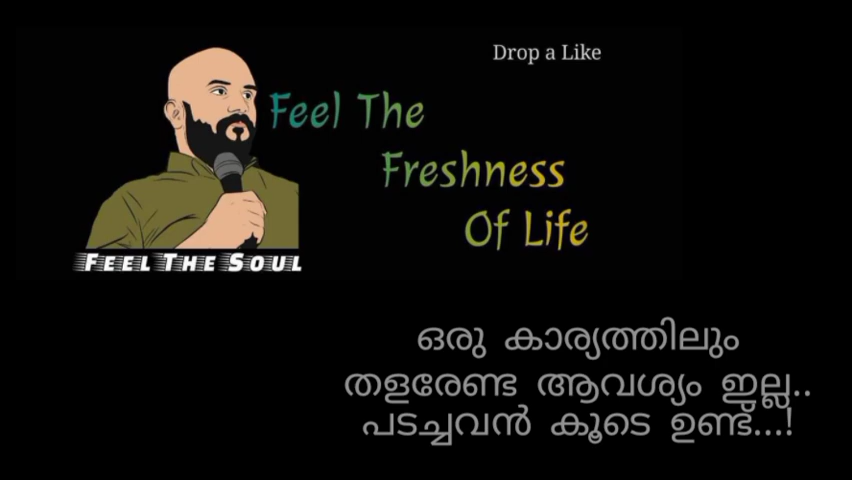 Drop a Like
Feel The
Freshness
Of Life
FEEL THE SOUL
ഒരു കാര്യത്തിലും
തളരേണ്ട ആവശ്യം ഇല്ല..
പടച്ചവൻ കൂടെ ഉണ്ട്...!